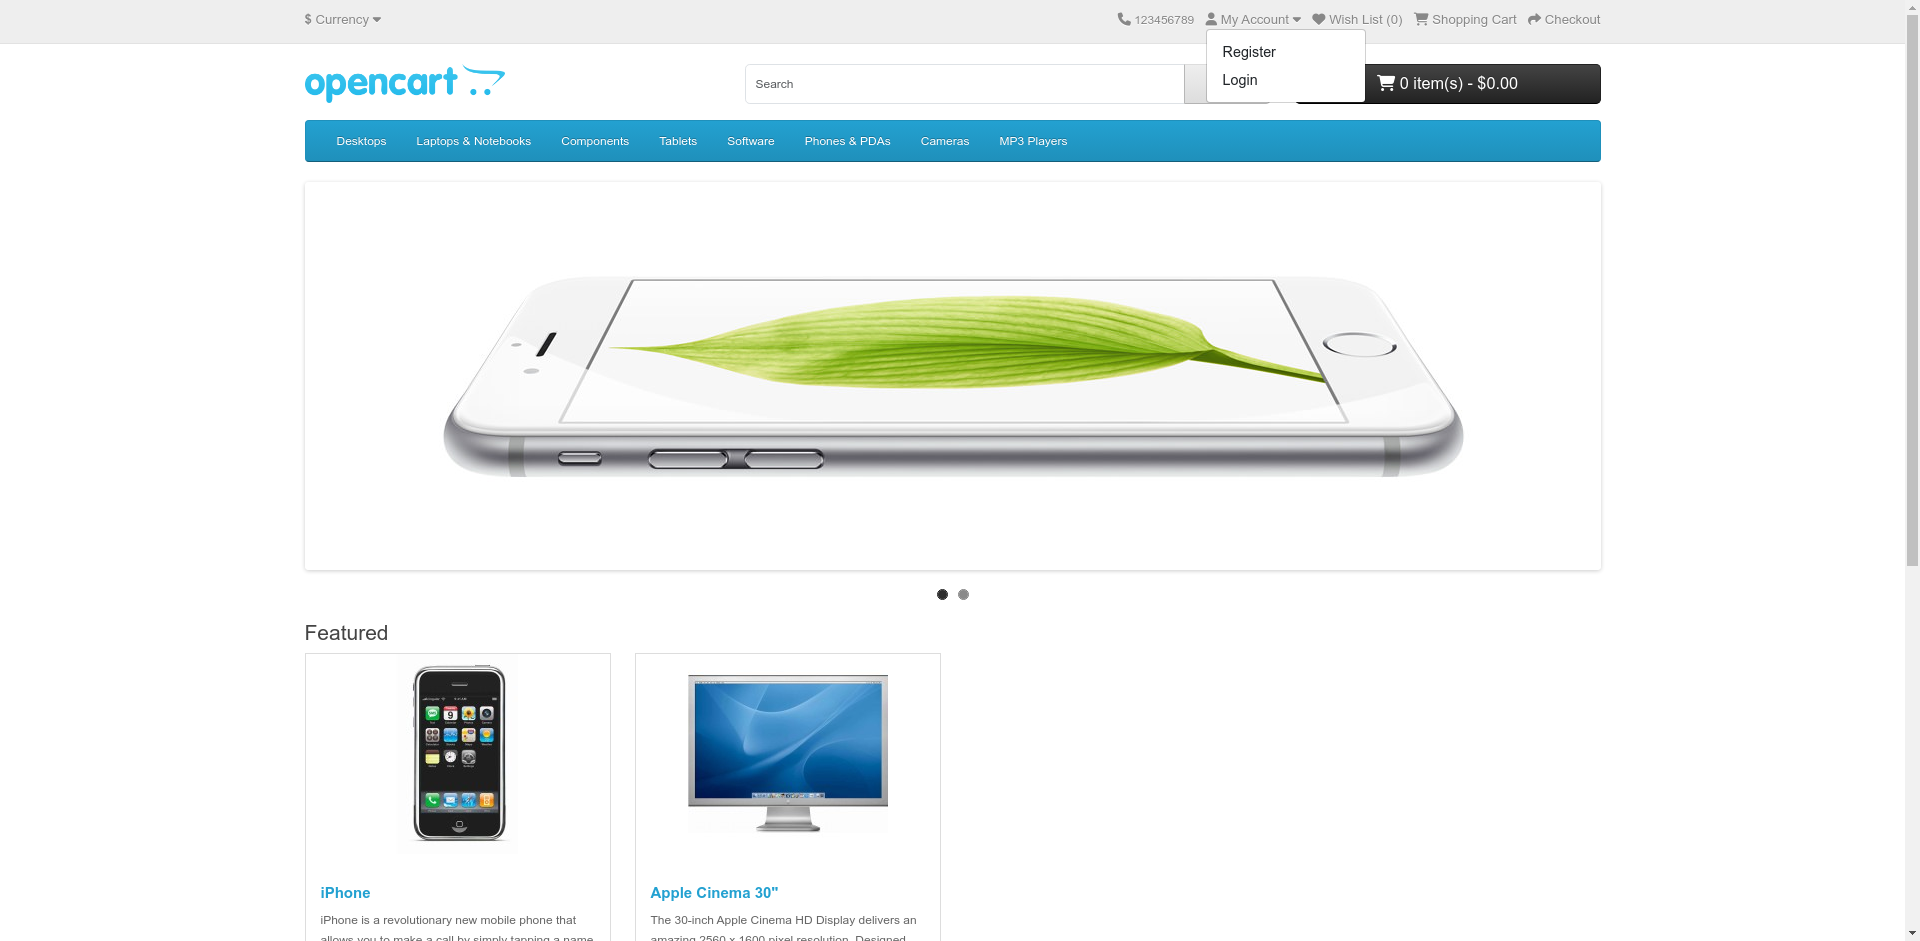 $ Currency
123456789 My Account Wish List (0) Shopping Cart Checkout
Register
Login
opencart
Search
0 item(s) - $0.00
Desktops Laptops & Notebooks Components Tablets Software Phones & PDAs Cameras MP3 Players
Featured
iPhone
iPhone is a revolutionary new mobile phone that
allows you to make a call by simply tapping a name
Apple Cinema 30"
The 30-inch Apple Cinema HD Display delivers an
amazing 2560 x 1600 pixel resolution. Designed